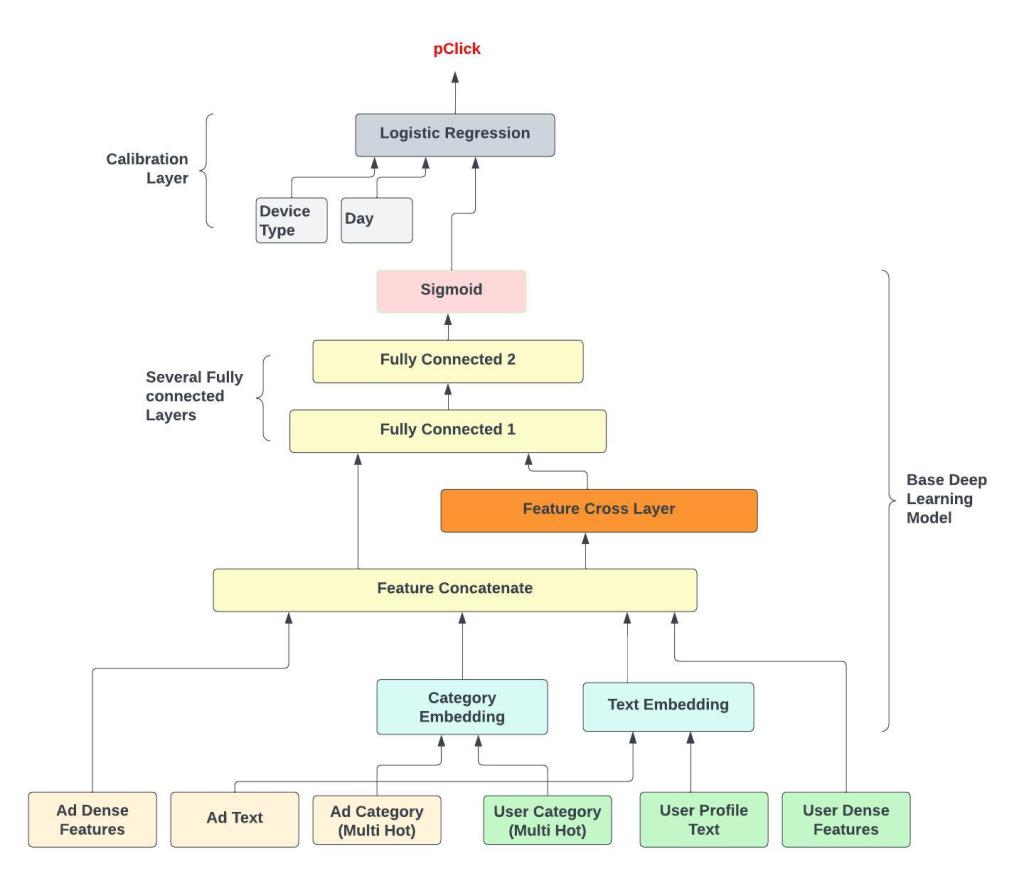 pClick
Logistic Regression
Calibration
Layer
Device
Type
Day
Sigmoid
Fully Connected 2
Several Fully
connected
Layers
Fully Connected 1
Base Deep
Learning
Model
Feature Cross Layer
Feature Concatenate
Category
Embedding
Text Embedding
Ad Dense
Features
Ad Text
Ad Category
(Multi Hot)
User Category
(Multi Hot)
User Profile
Text
User Dense
Features